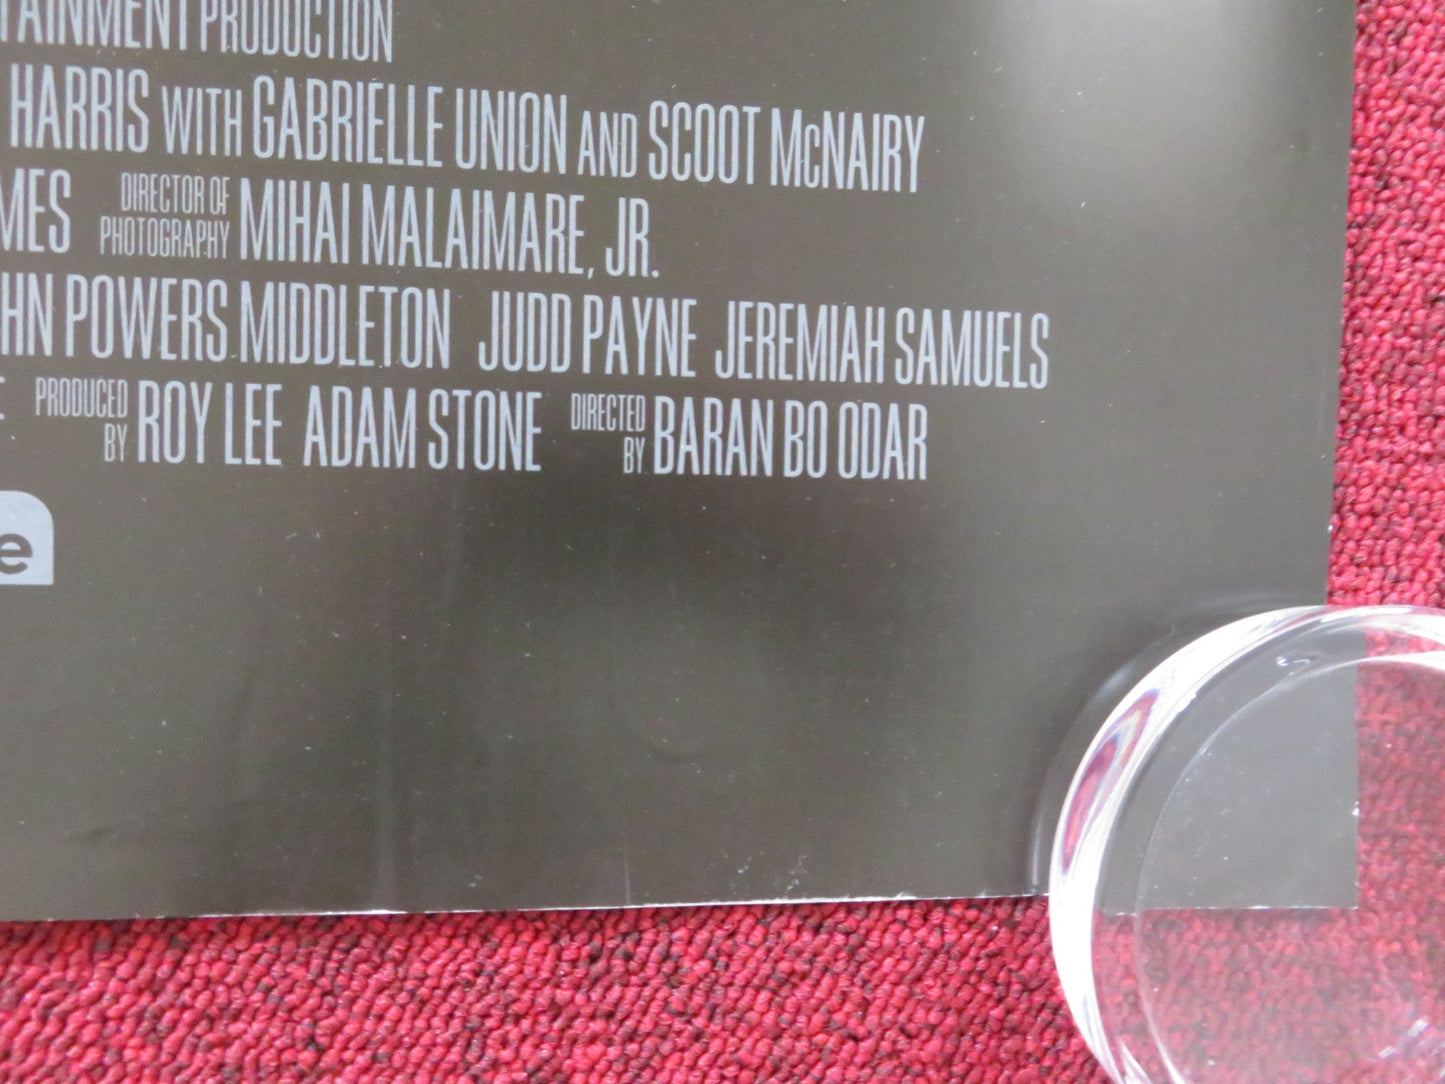 TAINMENT PRODUCTION
HARRIS WITH GABRIELLE UNION AND SCOOT McNAIRY
MES DIRECTOR OF PHOTOGRAPHY MIHAI MALAIMARE, JR.
HN POWERS MIDDLETON JUDD PAYNE JEREMIAH SAMUELS
E PRODUCED BY ROY LEE ADAM STONE DIRECTED BY BARAN BO ODAR
e